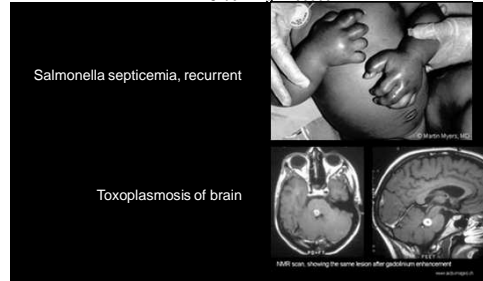 Salmonella septicemia, recurrent
© Martin Myers, MD
Toxoplasmosis of brain
NMR scan, showing the same lesion after gadolinium enhancement